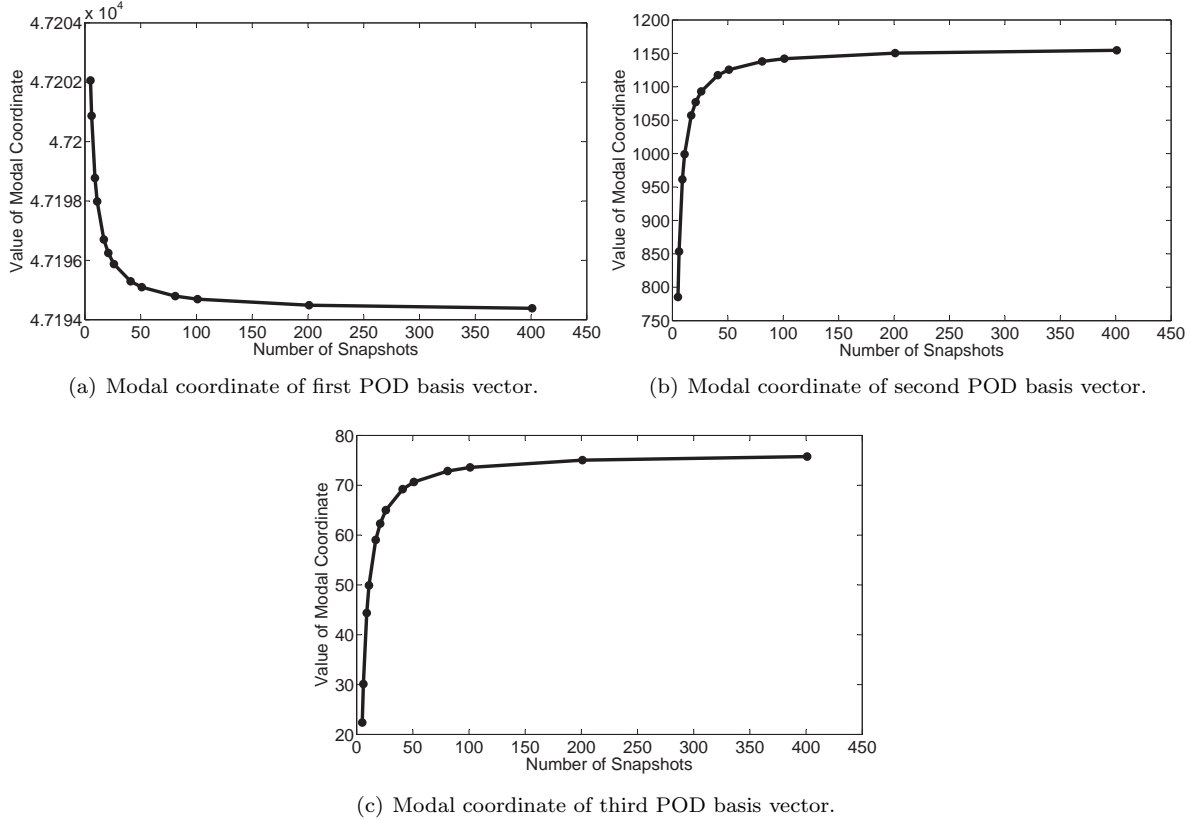 x 10⁴
4.7204
4.7202
4.72
4.7198
4.7196
4.7194
Value of Modal Coordinate
0 50 100 150 200 250 300 350 400 450
Number of Snapshots
(a) Modal coordinate of first POD basis vector.
1200
1150
1100
1050
1000
950
900
850
800
750
Value of Modal Coordinate
0 50 100 150 200 250 300 350 400 450
Number of Snapshots
(b) Modal coordinate of second POD basis vector.
80
70
60
50
40
30
20
Value of Modal Coordinate
0 50 100 150 200 250 300 350 400 450
Number of Snapshots
(c) Modal coordinate of third POD basis vector.